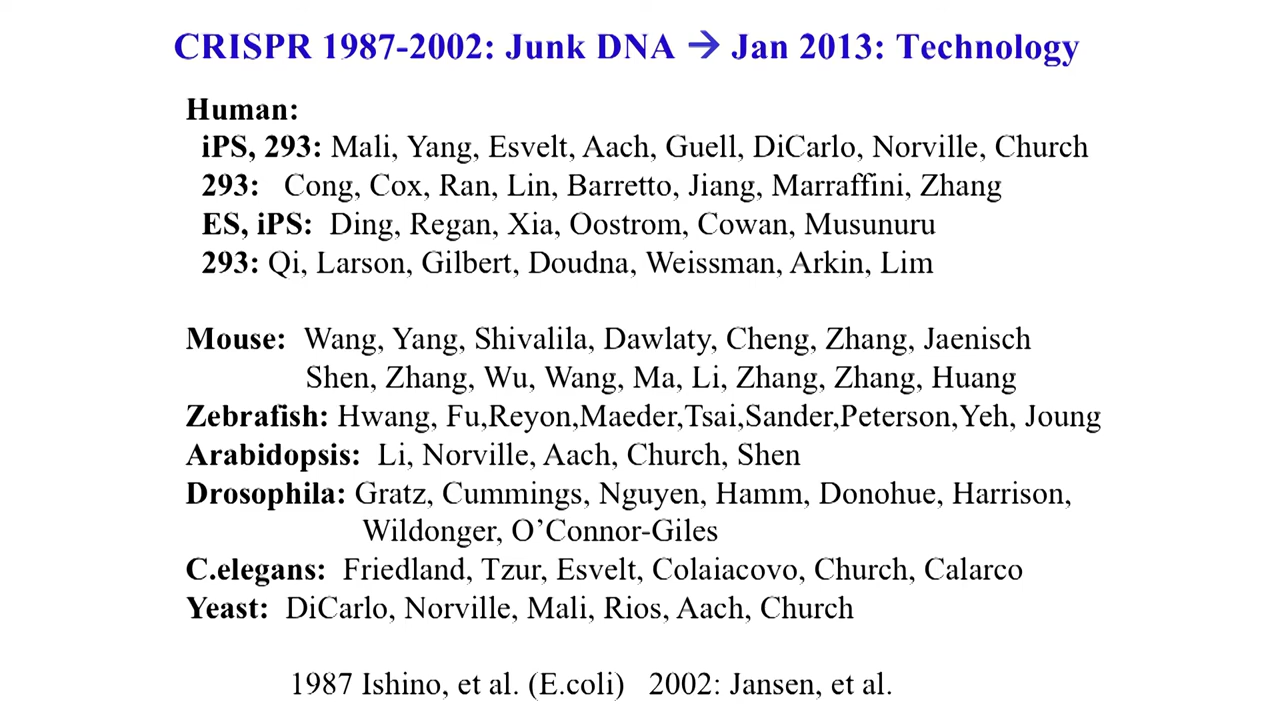 CRISPR 1987-2002: Junk DNA → Jan 2013: Technology
Human:
iPS, 293: Mali, Yang, Esvelt, Aach, Guell, DiCarlo, Norville, Church
293: Cong, Cox, Ran, Lin, Barretto, Jiang, Marraffini, Zhang
ES, iPS: Ding, Regan, Xia, Oostrom, Cowan, Musunuru
293: Qi, Larson, Gilbert, Doudna, Weissman, Arkin, Lim
Mouse: Wang, Yang, Shivalila, Dawlaty, Cheng, Zhang, Jaenisch
Shen, Zhang, Wu, Wang, Ma, Li, Zhang, Zhang, Huang
Zebrafish: Hwang, Fu,Reyon,Maeder,Tsai,Sander,Peterson,Yeh, Joung
Arabidopsis: Li, Norville, Aach, Church, Shen
Drosophila: Gratz, Cummings, Nguyen, Hamm, Donohue, Harrison,
Wildonger, O’Connor-Giles
C.elegans: Friedland, Tzur, Esvelt, Colaiacovo, Church, Calarco
Yeast: DiCarlo, Norville, Mali, Rios, Aach, Church
1987 Ishino, et al. (E.coli) 2002: Jansen, et al.